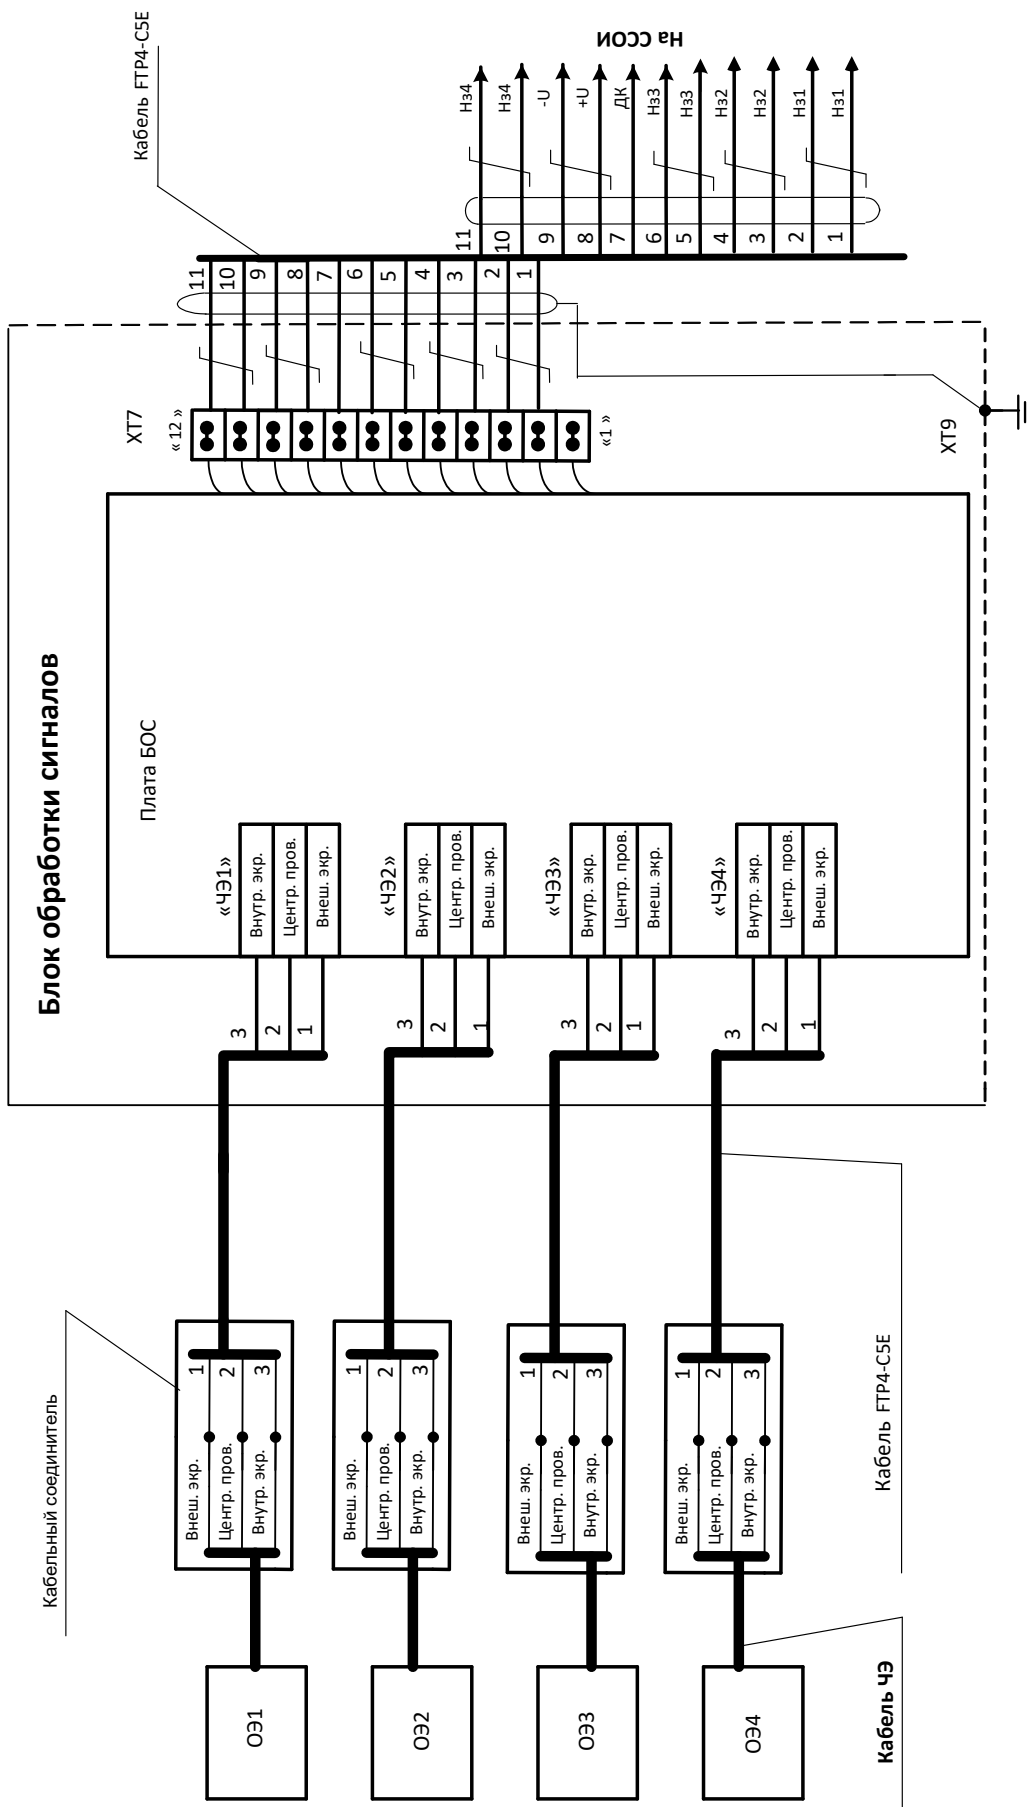 Блок обработки сигналов
Кабельный соединитель
Кабель FTP4-C5E
ОЭ1
Внеш. экр.
Центр. пров.
Внутр. экр.
1
2
3
3
2
1
«ЧЭ1»
Внутр. экр.
Центр. пров.
Внеш. экр.
ОЭ2
Внеш. экр.
Центр. пров.
Внутр. экр.
1
2
3
3
2
1
«ЧЭ2»
Внутр. экр.
Центр. пров.
Внеш. экр.
ОЭ3
Внеш. экр.
Центр. пров.
Внутр. экр.
1
2
3
3
2
1
«ЧЭ3»
Внутр. экр.
Центр. пров.
Внеш. экр.
ОЭ4
Внеш. экр.
Центр. пров.
Внутр. экр.
1
2
3
3
2
1
«ЧЭ4»
Внутр. экр.
Центр. пров.
Внеш. экр.
Кабель ЧЭ
Кабель FTP4-C5E
Плата БОС
XT7
« 12 »
«1 »
XT9
11
10
9
8
7
6
5
4
3
2
1
11 Нз4
10 Нз4
9 -U
8 +U
7 ДК
6 Нз3
5 Нз3
4 Нз2
3 Нз2
2 Нз1
1 Нз1
На ССОИ